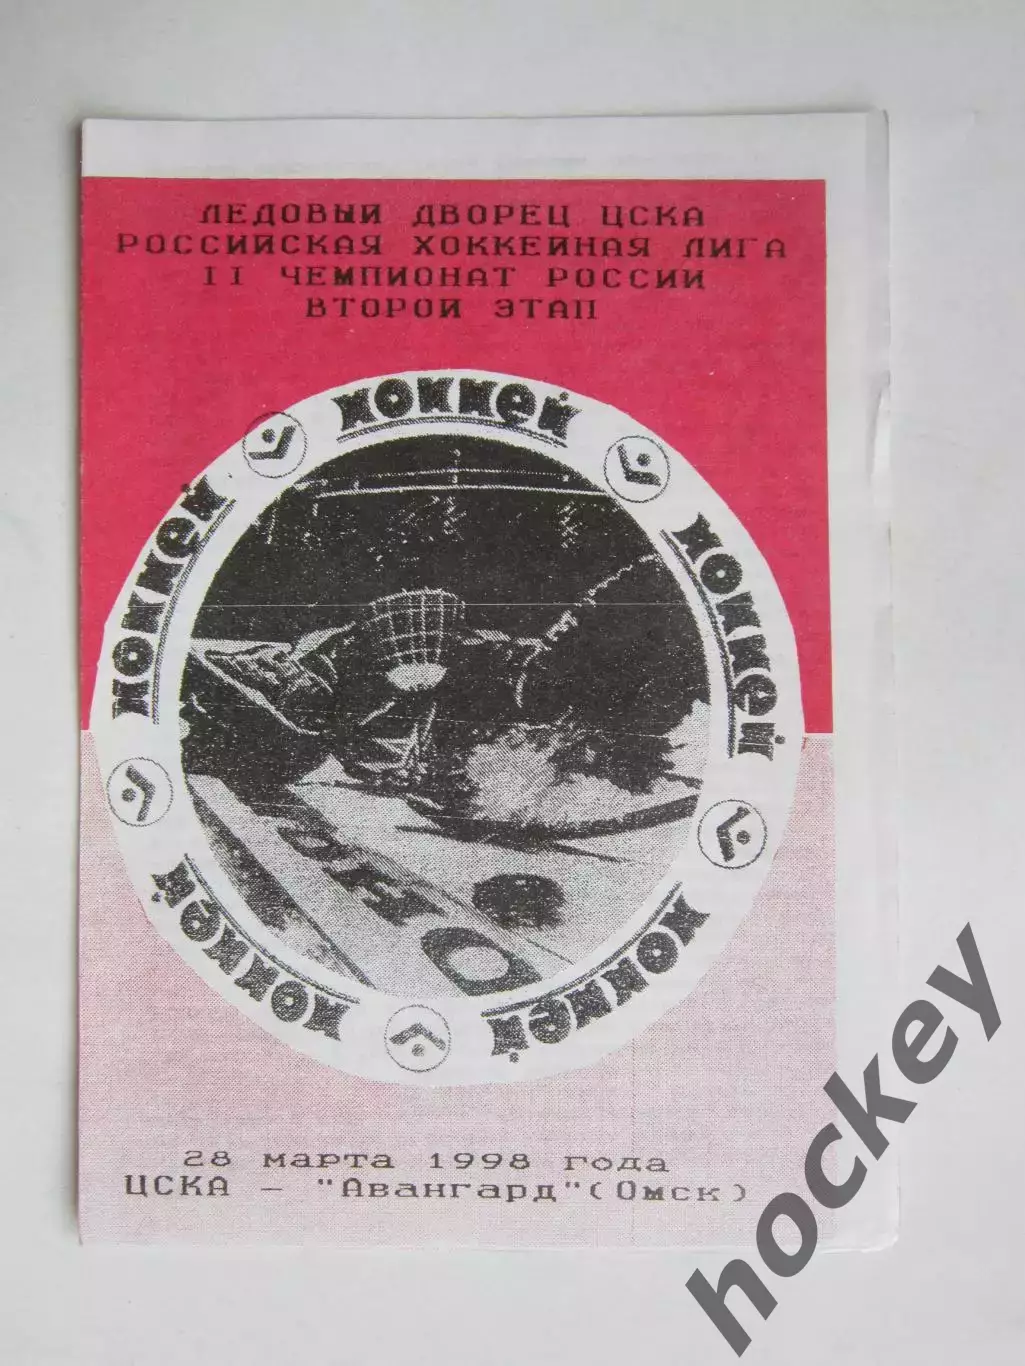 ЛЕДОВЫЙ ДВОРЕЦ ЦСКА
РОССИЙСКАЯ ХОККЕЙНАЯ ЛИГА
II ЧЕМПИОНАТ РОССИИ
ВТОРОЙ ЭТАП
хоккей
хоккей
хоккей
хоккей
хоккей
28 марта 1998 года
ЦСКА - "Авангард"(Омск)
hockey